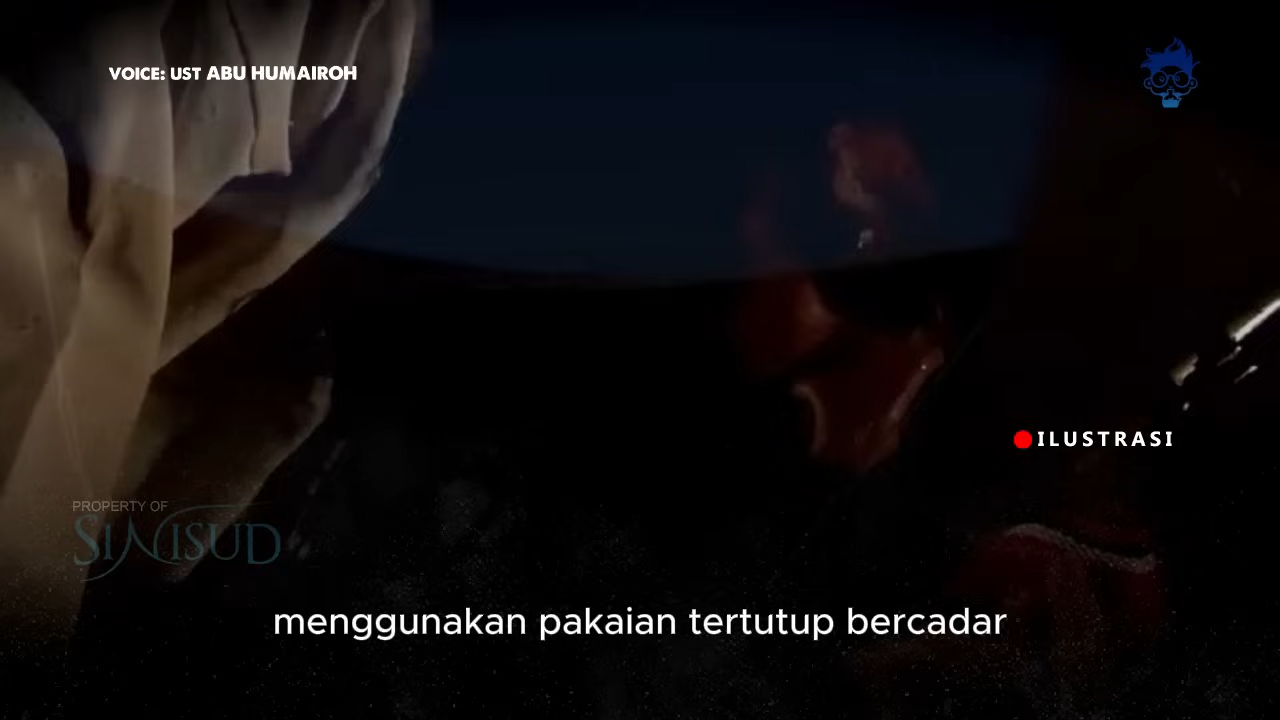 VOICE: UST ABU HUMAIROH
ILUSTRASI
PROPERTY OF
SINISUD
menggunakan pakaian tertutup bercadar